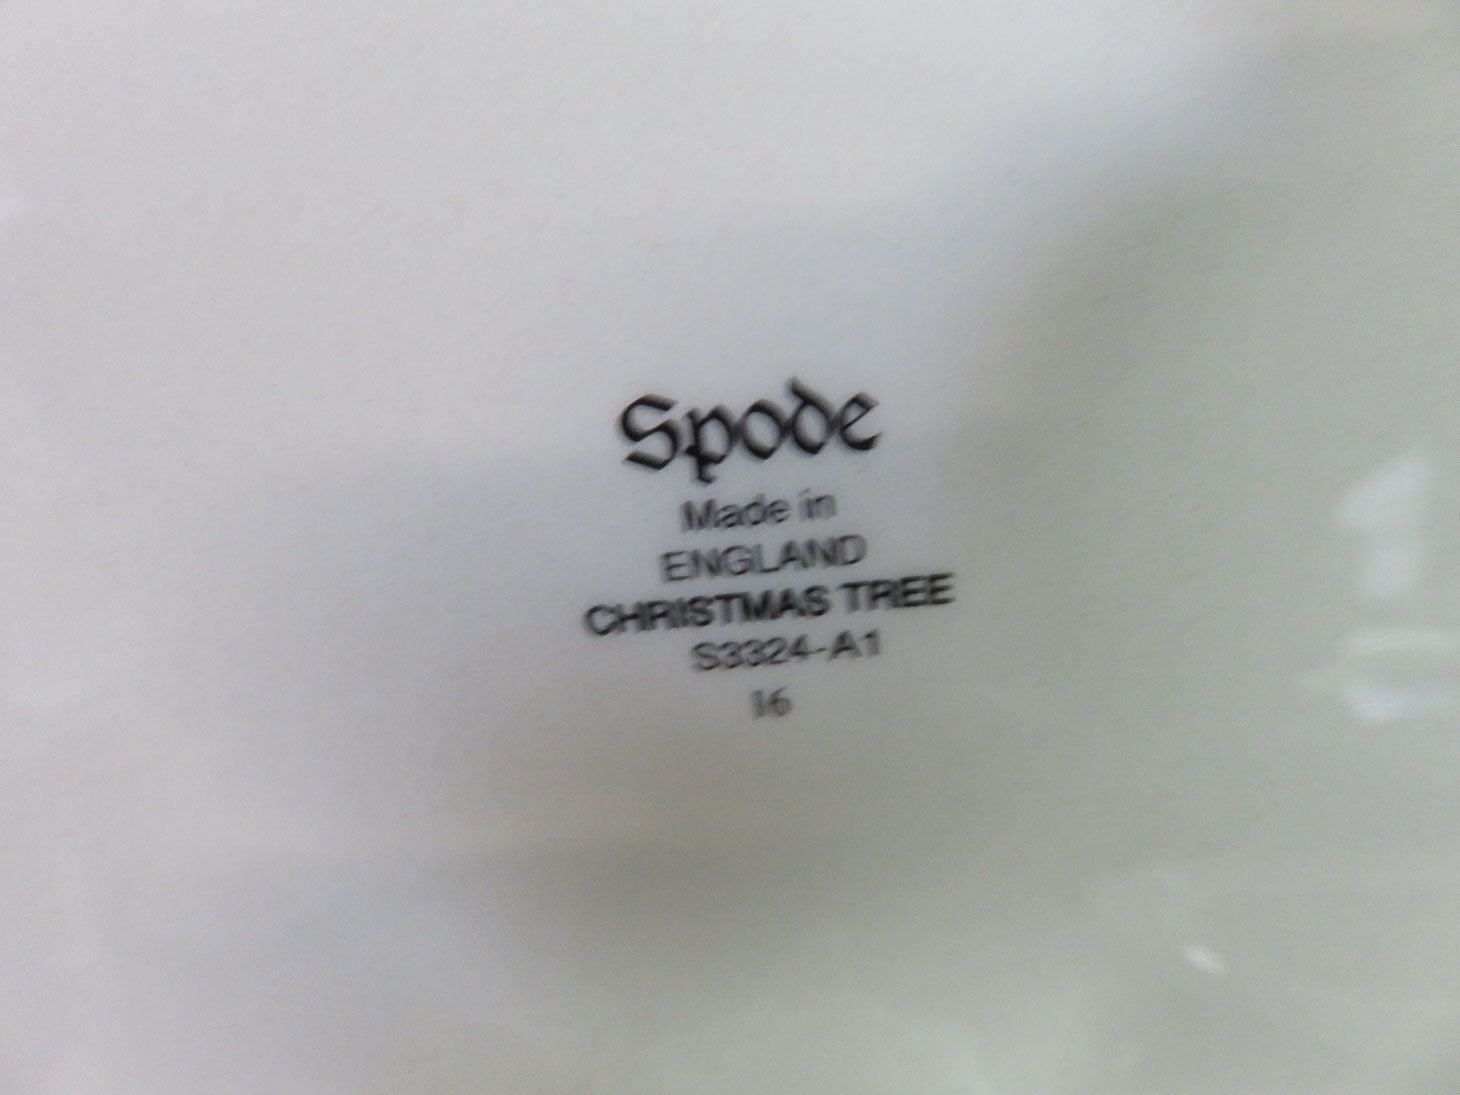 Spode
Made in
ENGLAND
CHRISTMAS TREE
S3324-A1
16